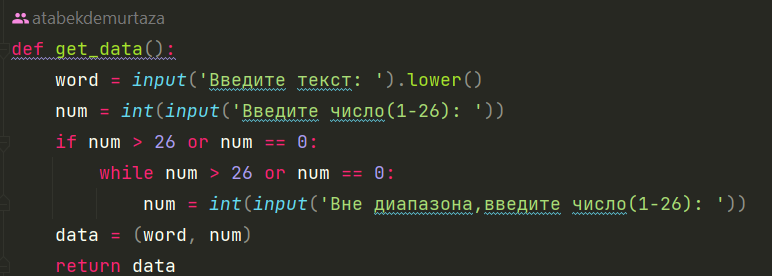 atabekdemurtaza
def get_data():
    word = input('Введите текст: ').lower()
    num = int(input('Введите число(1-26): '))
    if num > 26 or num == 0:
        while num > 26 or num == 0:
            num = int(input('Вне диапазона,введите число(1-26): '))
    data = (word, num)
    return data